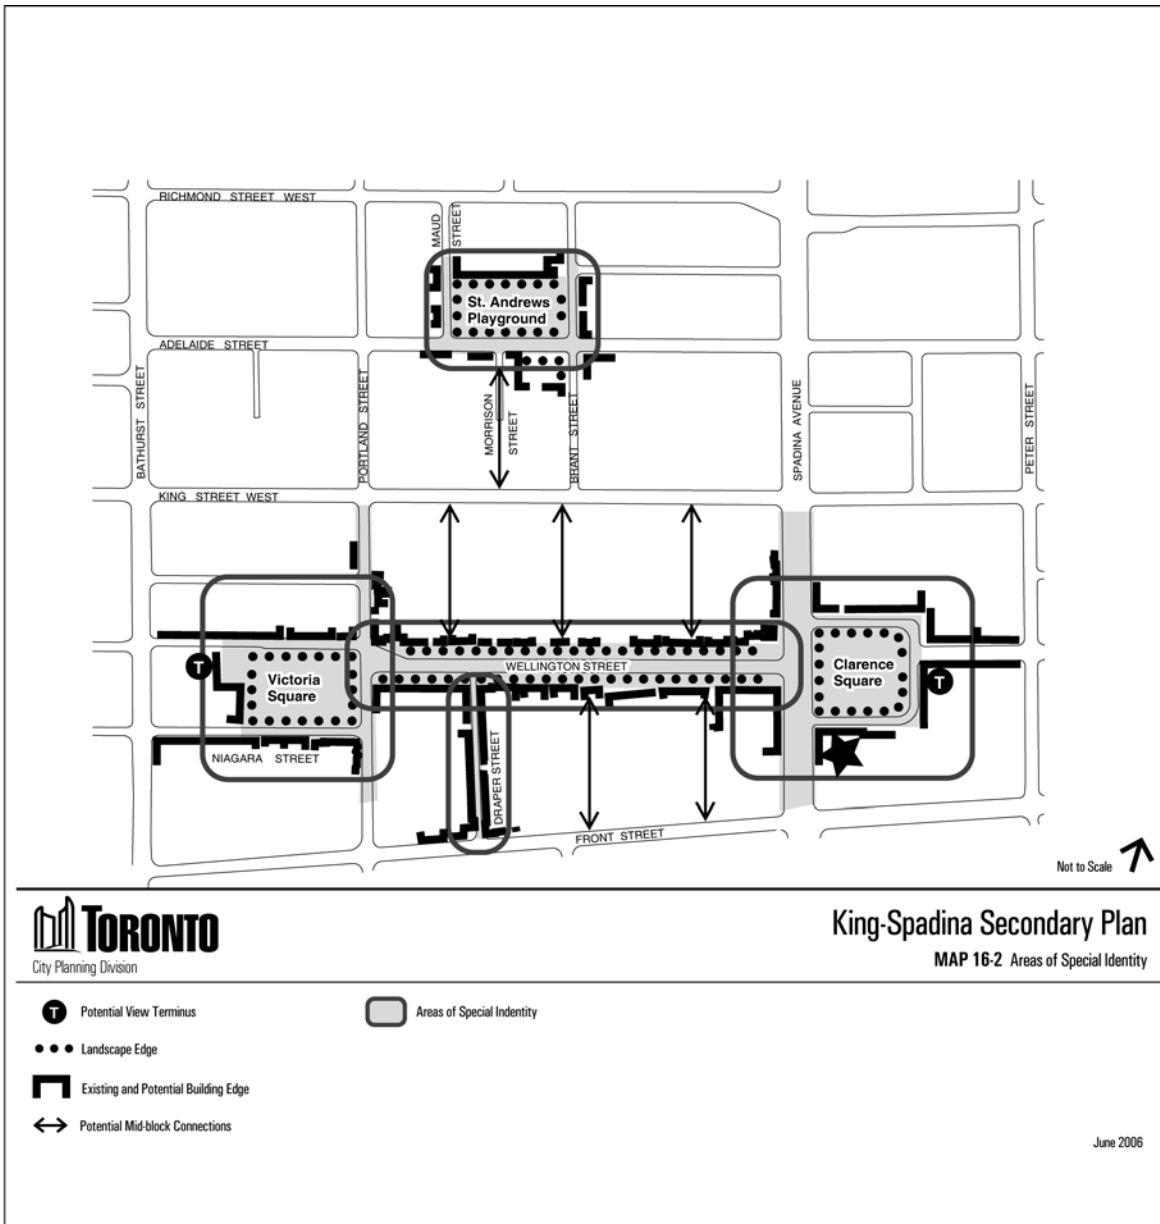 RICHMOND STREET WEST
MAUD
STREET
St. Andrews
Playground
ADELAIDE STREET
BATHURST STREET
PORTLAND STREET
MORRISON
STREET
BRANT STREET
SPADINA AVENUE
PETER STREET
KING STREET WEST
WELLINGTON STREET
T
Victoria
Square
Clarence
Square
T
NIAGARA STREET
DRAPER STREET
FRONT STREET
Not to Scale
TORONTO
City Planning Division
King-Spadina Secondary Plan
MAP 16-2 Areas of Special Identity
T Potential View Terminus
Areas of Special Indentity
Landscape Edge
Existing and Potential Building Edge
Potential Mid-block Connections
June 2006